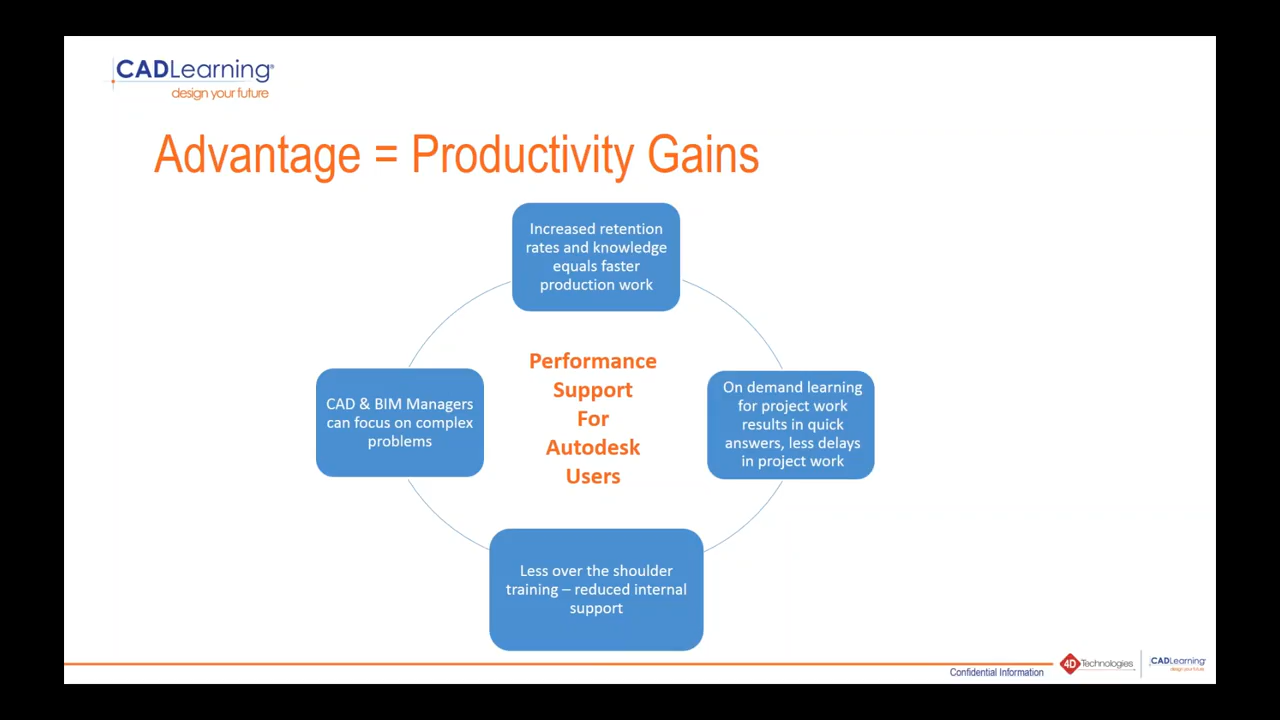 CADLearning®
design your future
Advantage = Productivity Gains
Increased retention
rates and knowledge
equals faster
production work
Performance
Support
For
Autodesk
Users
CAD & BIM Managers
can focus on complex
problems
On demand learning
for project work
results in quick
answers, less delays
in project work
Less over the shoulder
training – reduced internal
support
Confidential Information
4D Technologies
CADLearning
design your future